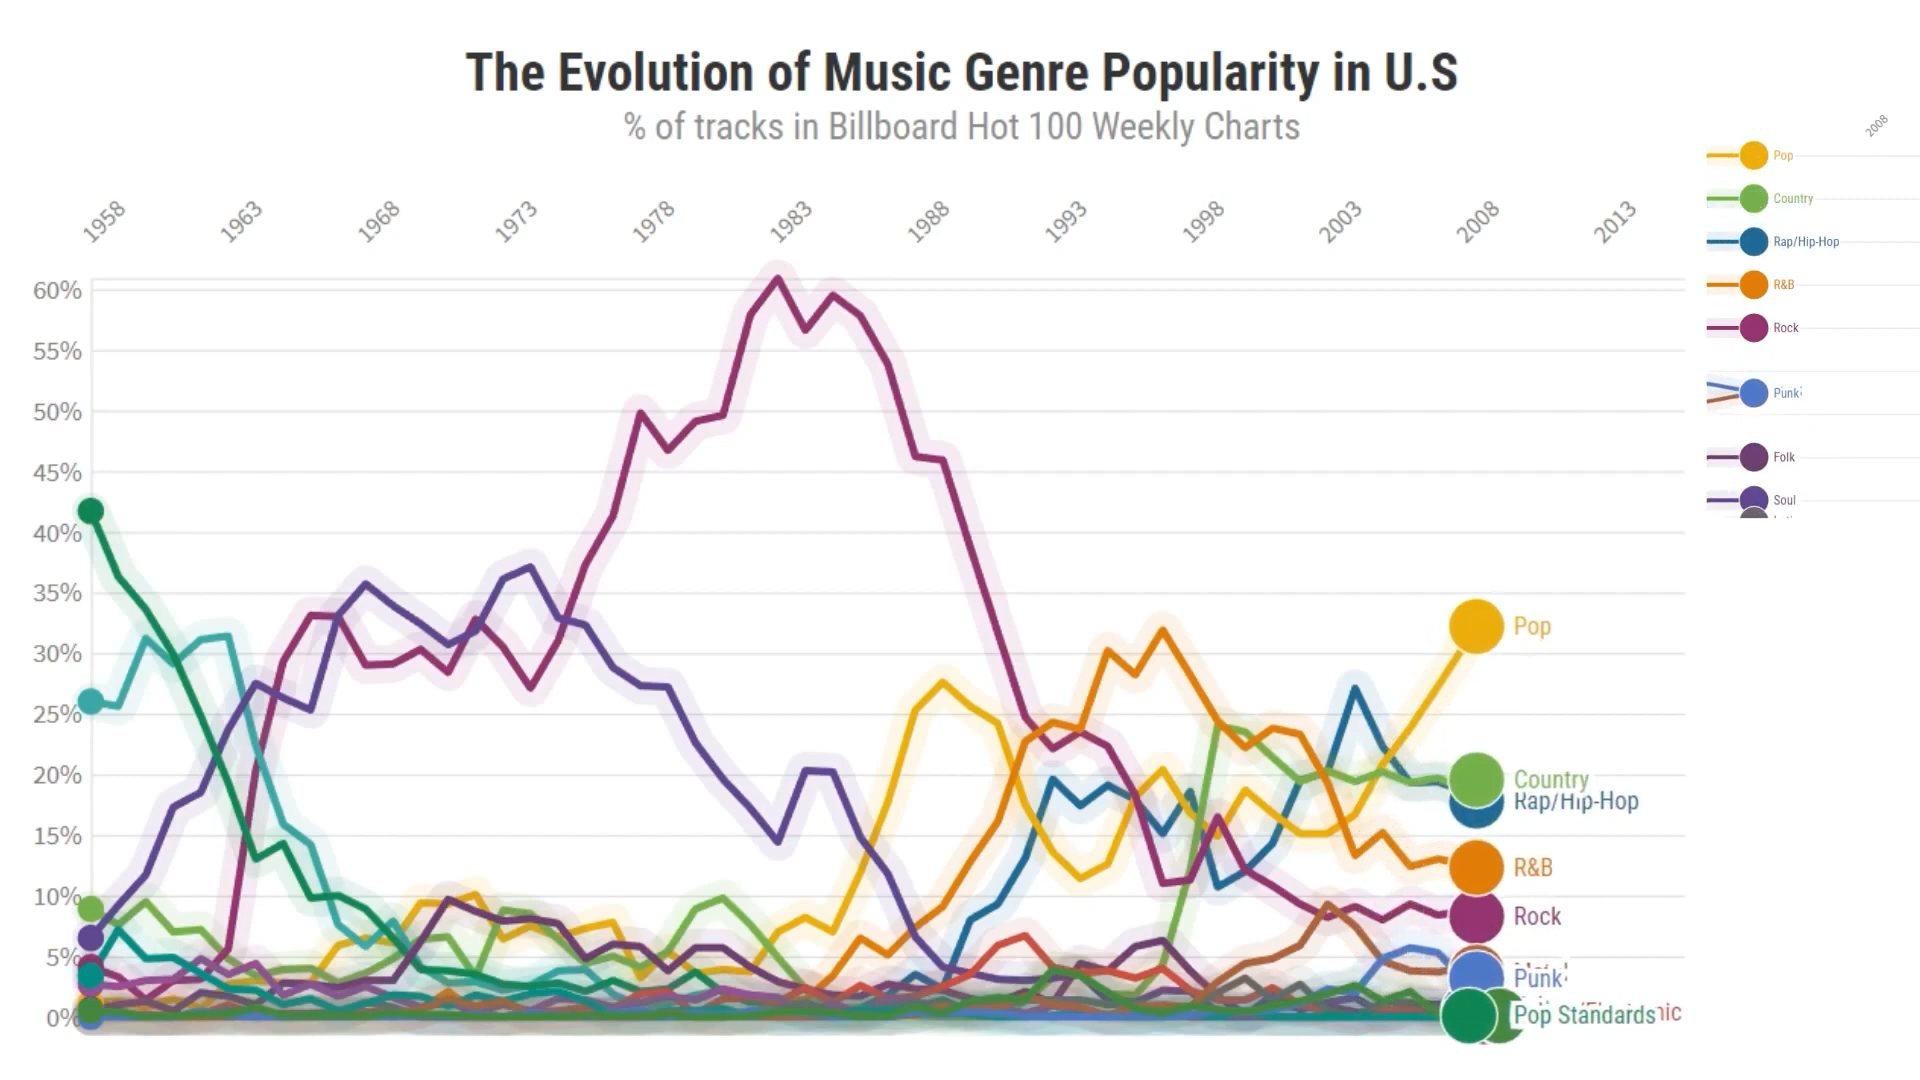 The Evolution of Music Genre Popularity in U.S
% of tracks in Billboard Hot 100 Weekly Charts
1958
1963
1968
1973
1978
1983
1988
1993
1998
2003
2008
2013
60%
55%
50%
45%
40%
35%
30%
25%
20%
15%
10%
5%
0%
Pop
Country
Rap/Hip-Hop
R&B
Rock
Punk
Pop Standards
2008
Pop
Country
Rap/Hip-Hop
R&B
Rock
Punk
Folk
Soul